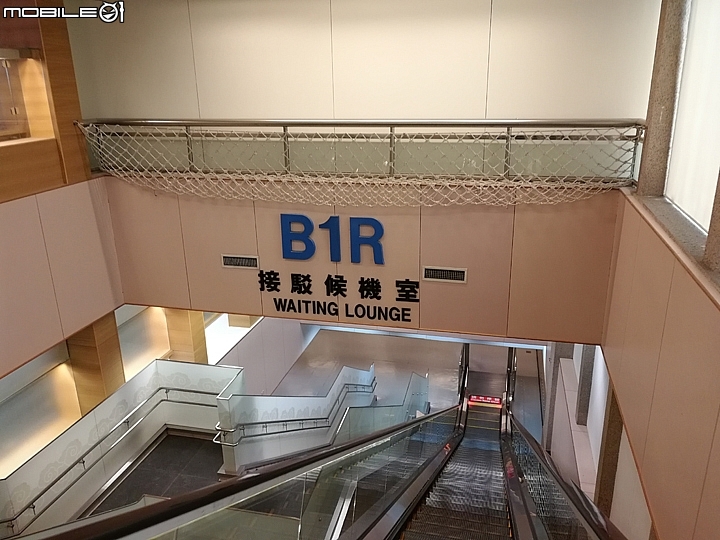 MOBILE01
B1R
接駁候機室
WAITING LOUNGE